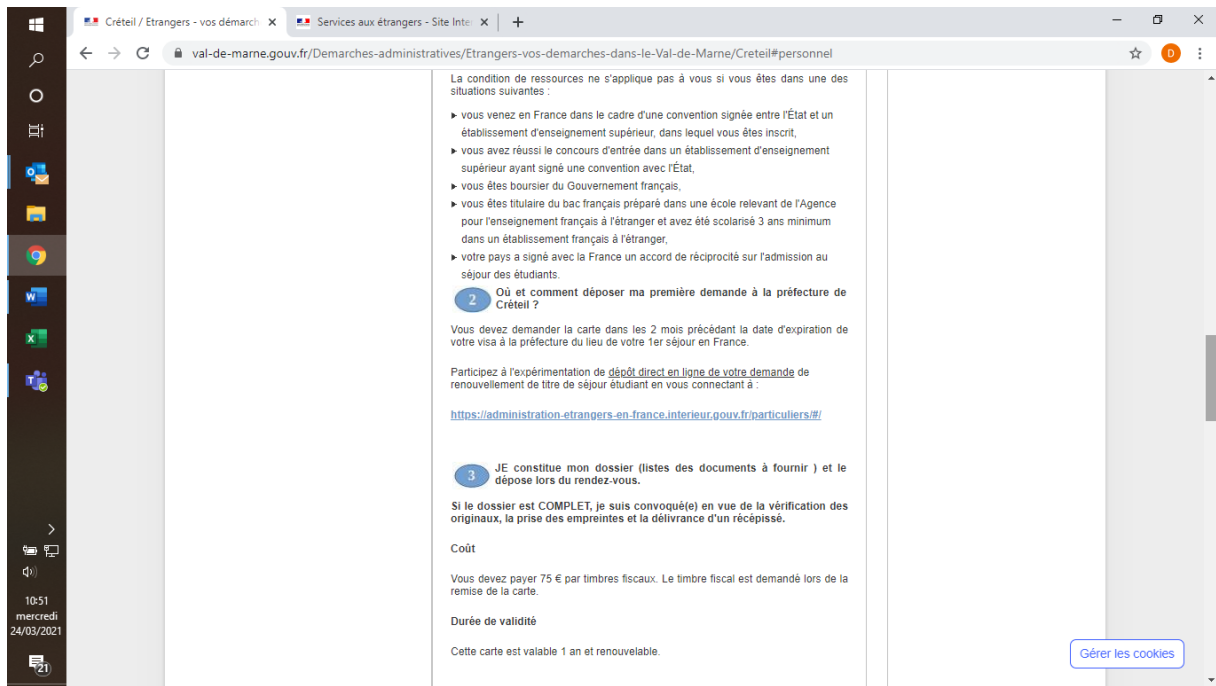 Créteil / Etrangers - vos démarch
Services aux étrangers - Site Inte
D
val-de-marne.gouv.fr/Demarches-administratives/Etrangers-vos-demarches-dans-le-Val-de-Marne/Creteil#personnel
La condition de ressources ne s'applique pas à vous si vous êtes dans une des
situations suivantes :
vous venez en France dans le cadre d'une convention signée entre l'État et un
établissement d'enseignement supérieur, dans lequel vous êtes inscrit,
vous avez réussi le concours d'entrée dans un établissement d'enseignement
supérieur ayant signé une convention avec l'État,
vous êtes boursier du Gouvernement français,
vous êtes titulaire du bac français préparé dans une école relevant de l'Agence
pour l'enseignement français à l'étranger et avez été scolarisé 3 ans minimum
dans un établissement français à l'étranger,
votre pays a signé avec la France un accord de réciprocité sur l'admission au
séjour des étudiants.
2 Où et comment déposer ma première demande à la préfecture de
Créteil ?
Vous devez demander la carte dans les 2 mois précédant la date d'expiration de
votre visa à la préfecture du lieu de votre 1er séjour en France.
Participez à l'expérimentation de dépôt direct en ligne de votre demande de
renouvellement de titre de séjour étudiant en vous connectant à :
https://administration-etrangers-en-france.interieur.gouv.fr/particuliers/#/
3 JE constitue mon dossier (listes des documents à fournir ) et le
dépose lors du rendez-vous.
Si le dossier est COMPLET, je suis convoqué(e) en vue de la vérification des
originaux, la prise des empreintes et la délivrance d'un récépissé.
Coût
Vous devez payer 75 € par timbres fiscaux. Le timbre fiscal est demandé lors de la
remise de la carte.
Durée de validité
Cette carte est valable 1 an et renouvelable.
Gérer les cookies
10:51
mercredi
24/03/2021
21